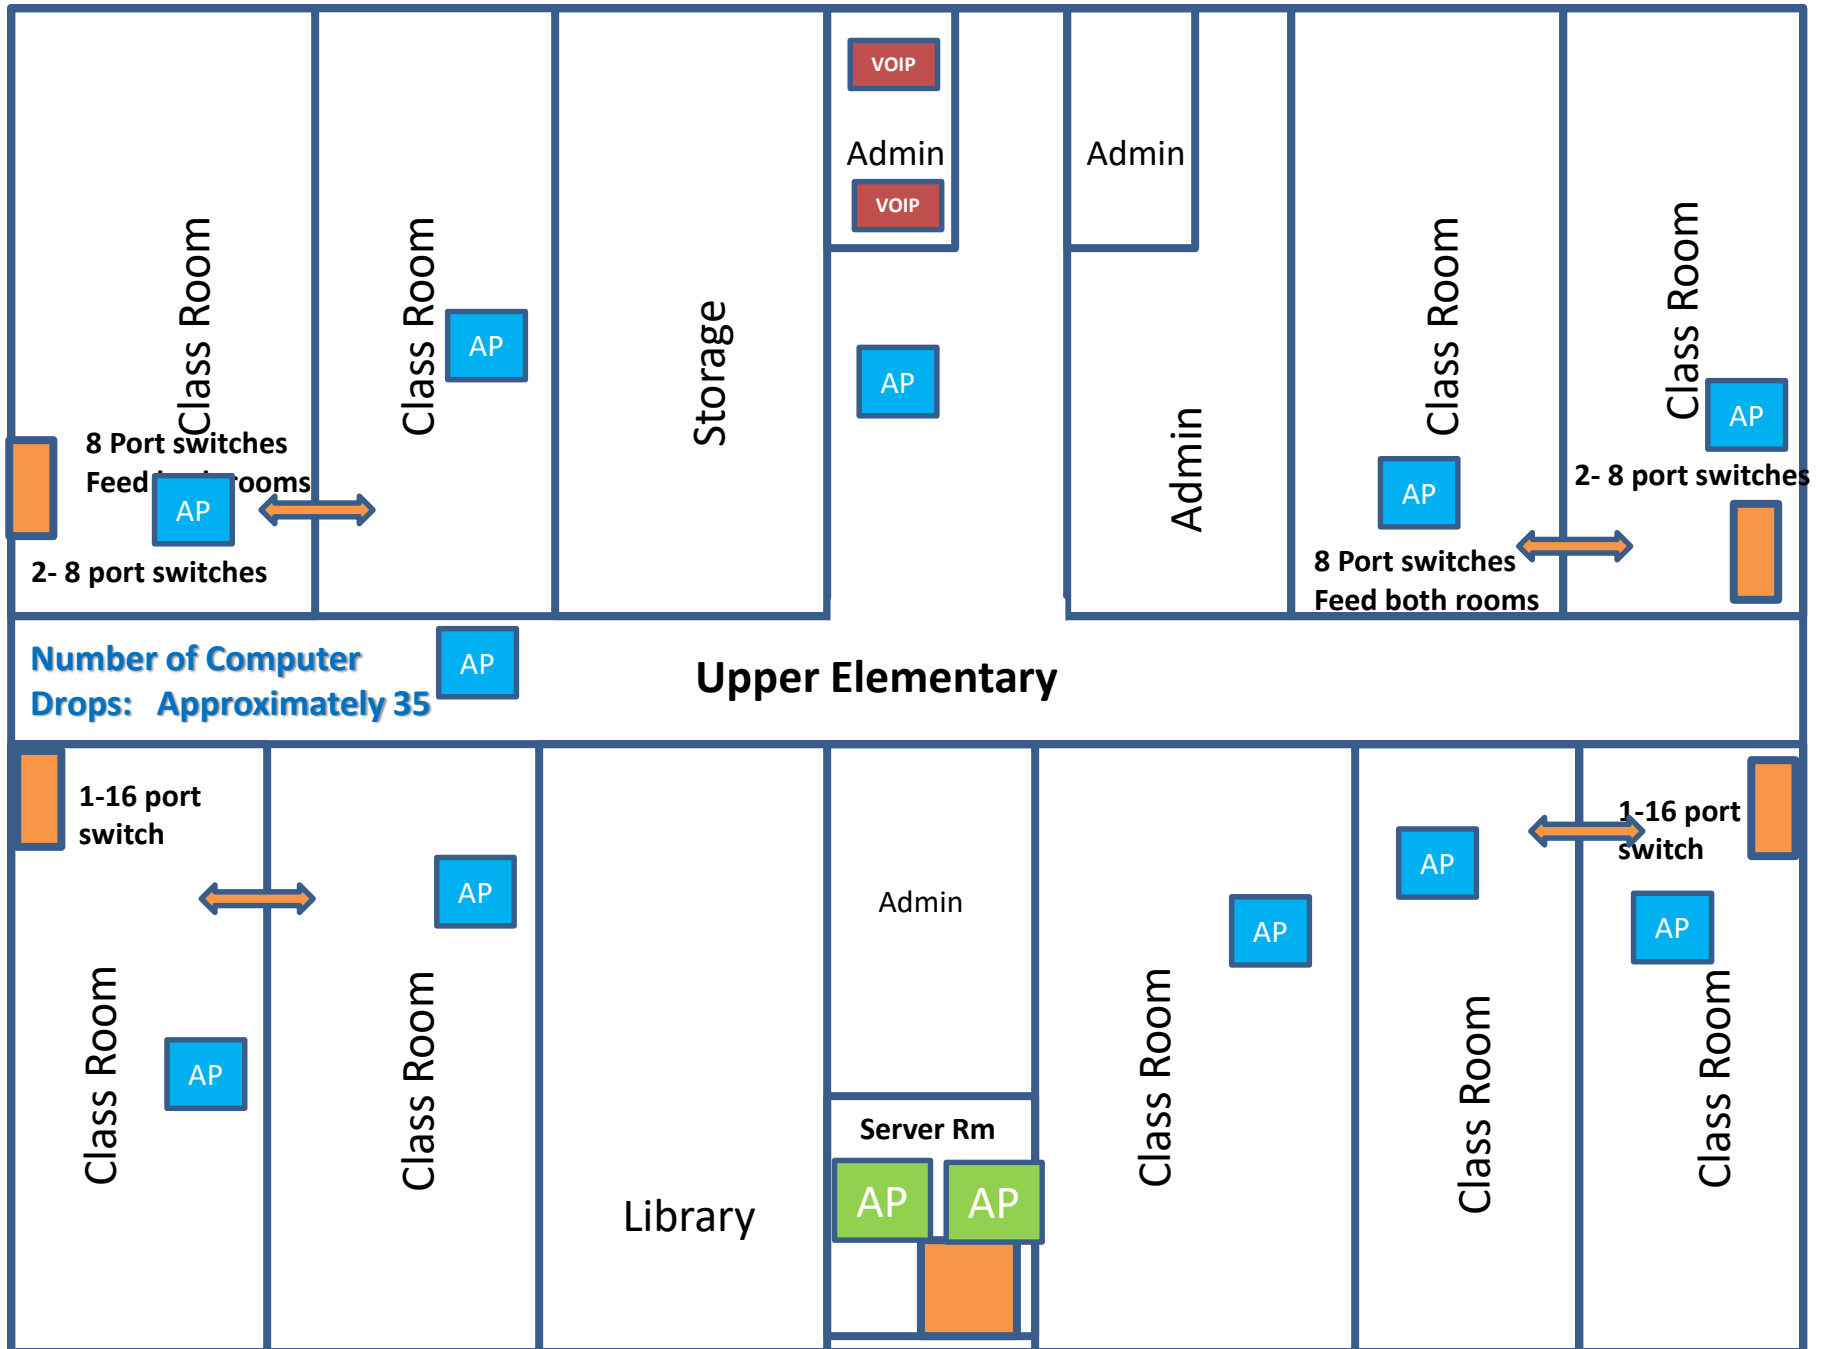 VOIP
Admin
VOIP
Admin
Class Room
Class Room
AP
Storage
AP
Admin
Class Room
AP
Class Room
AP
8 Port switches
Feed rooms
AP
2- 8 port switches
2- 8 port switches
8 Port switches
Feed both rooms
Number of Computer
Drops: Approximately 35
AP
Upper Elementary
1-16 port
switch
AP
Class Room
AP
Class Room
Library
Admin
Server Rm
AP
AP
AP
Class Room
AP
Class Room
1-16 port
switch
AP
Class Room